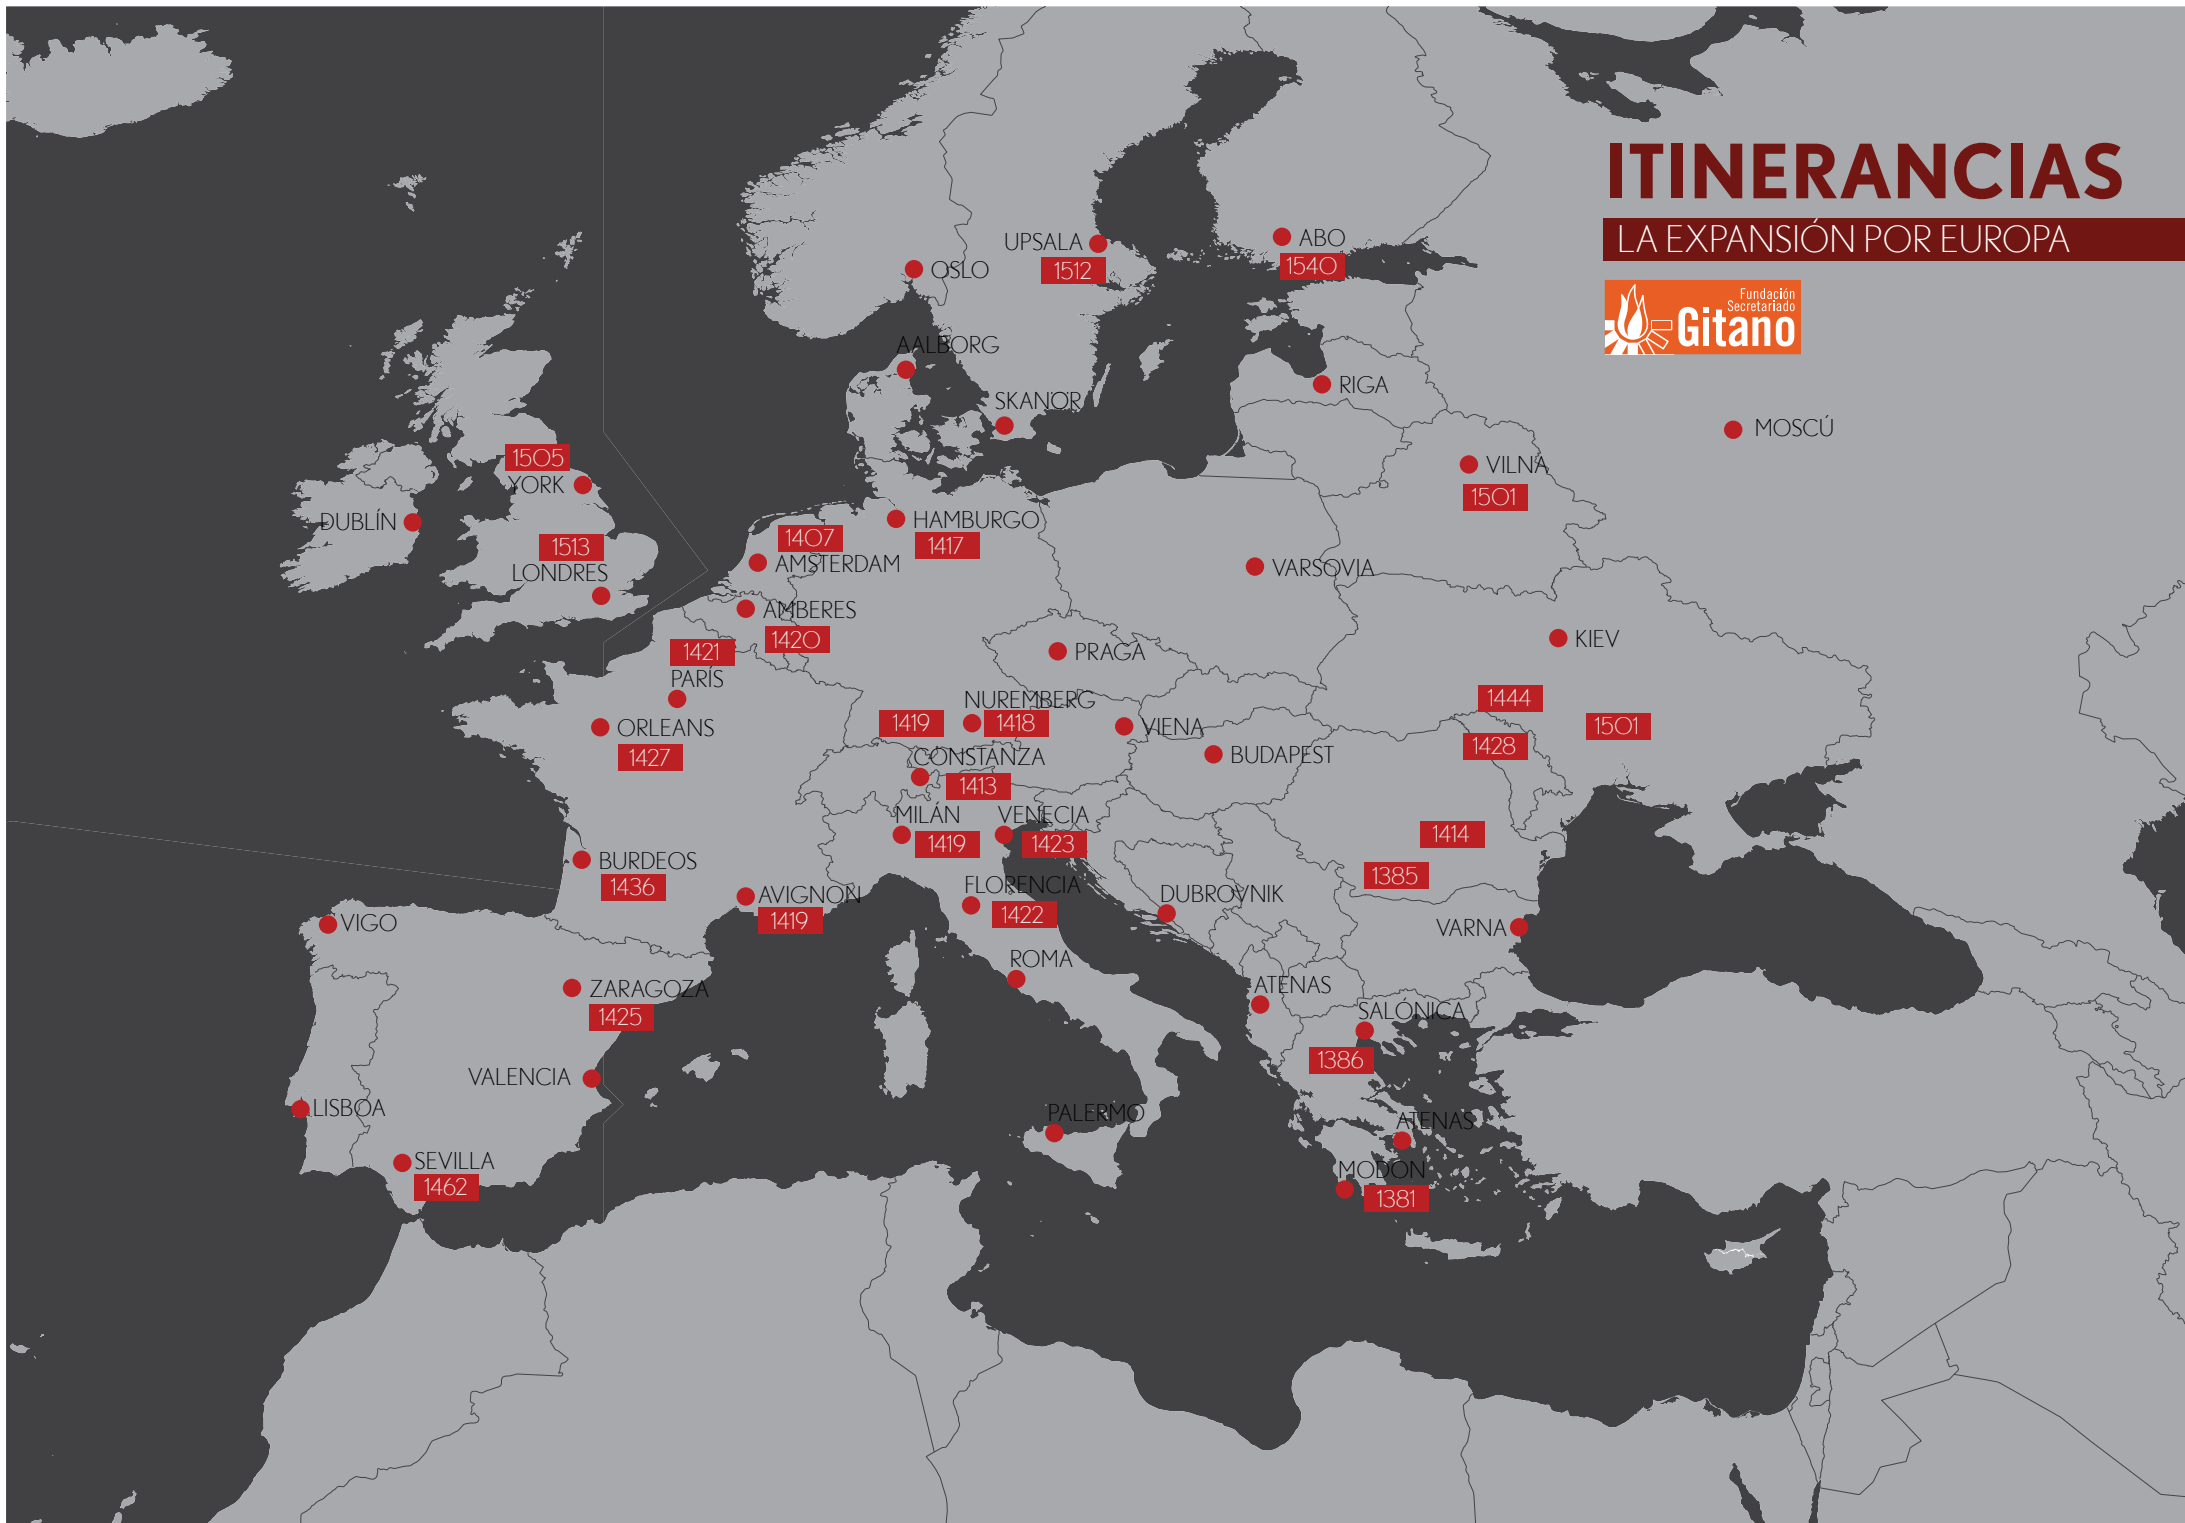 ITINERANCIAS
LA EXPANSIÓN POR EUROPA
Fundación
Secretariado
Gitano
UPSALA
1512
ABO
1540
OSLO
AALBORG
SKANÖR
RIGA
MOSCÚ
VILNA
1501
1505
YORK
DUBLÍN
1513
LONDRES
HAMBURGO
1417
1407
AMSTERDAM
AMBERES
1420
VARSOVIA
KIEV
1421
PARÍS
PRAGA
ORLEANS
1427
NUREMBERG
1419
1418
VIENA
BUDAPEST
1444
1501
1428
CONSTANZA
1413
MILÁN
1419
VENECIA
1423
1414
1385
BURDEOS
1436
AVIGNON
1419
FLORENCIA
1422
DUBROVNIK
VARNA
VIGO
ROMA
ZARAGOZA
1425
ATENAS
SALÓNICA
1386
VALENCIA
LISBOA
PALERMO
ATENAS
SEVILLA
1462
MODON
1381